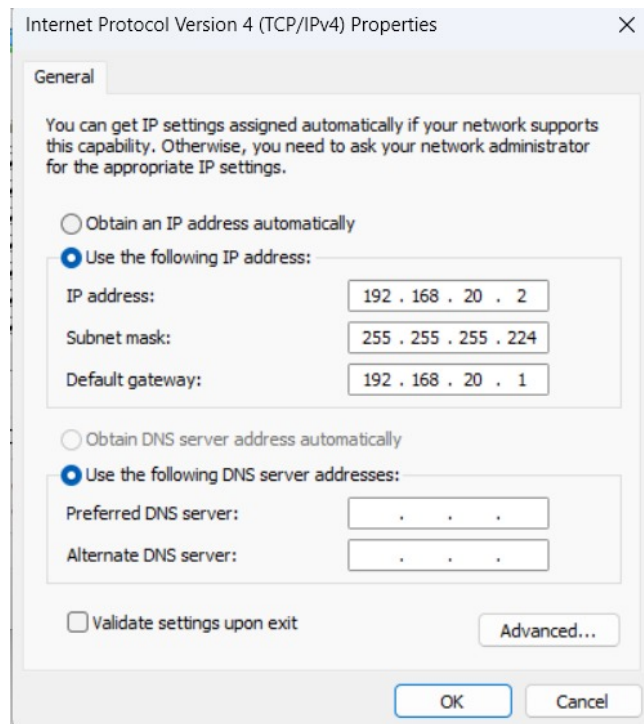 Internet Protocol Version 4 (TCP/IPv4) Properties
General
You can get IP settings assigned automatically if your network supports
this capability. Otherwise, you need to ask your network administrator
for the appropriate IP settings.
Obtain an IP address automatically
Use the following IP address:
IP address: 192 . 168 . 20 . 2
Subnet mask: 255 . 255 . 255 . 224
Default gateway: 192 . 168 . 20 . 1
Obtain DNS server address automatically
Use the following DNS server addresses:
Preferred DNS server: . . .
Alternate DNS server: . . .
Validate settings upon exit
Advanced...
OK Cancel